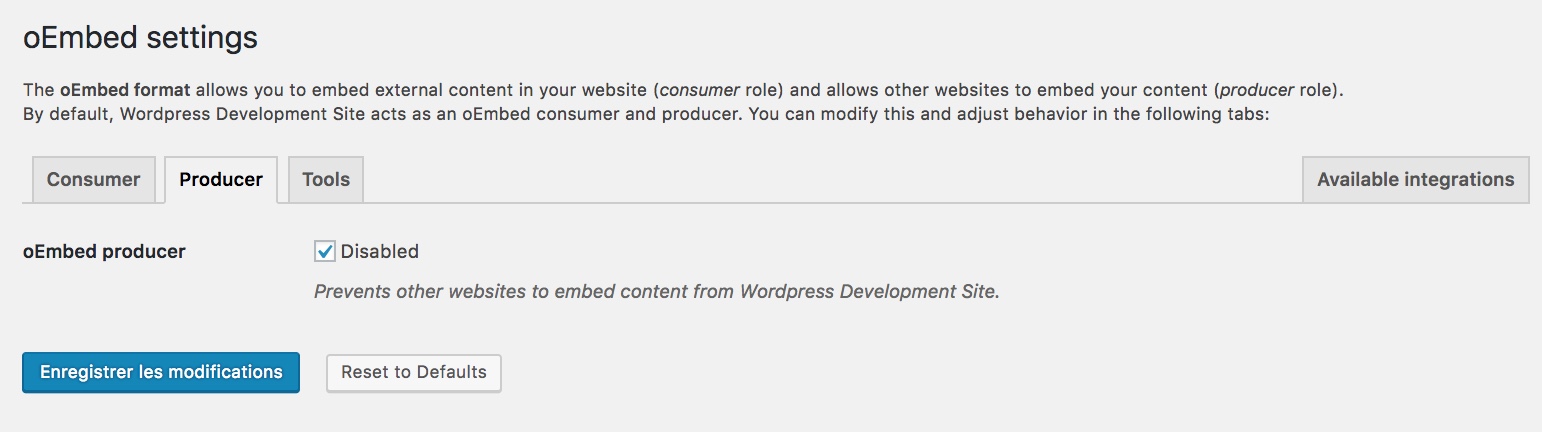 oEmbed settings
The oEmbed format allows you to embed external content in your website (consumer role) and allows other websites to embed your content (producer role).
By default, Wordpress Development Site acts as an oEmbed consumer and producer. You can modify this and adjust behavior in the following tabs:
Consumer Producer Tools Available integrations
oEmbed producer Disabled
Prevents other websites to embed content from Wordpress Development Site.
Enregistrer les modifications Reset to Defaults